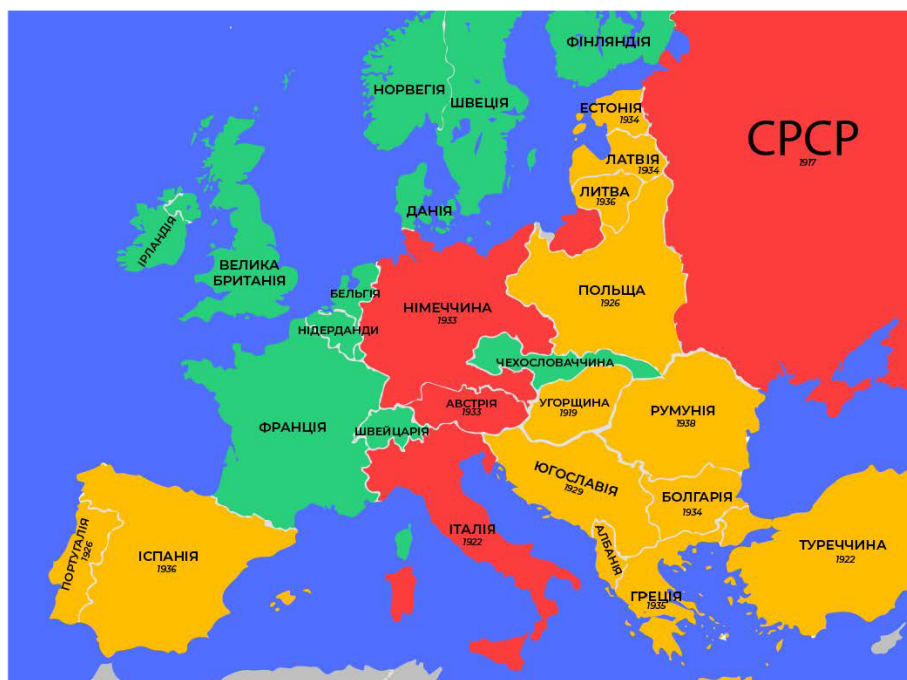 ФІНЛЯНДІЯ
НОРВЕГІЯ
ШВЕЦІЯ
ЕСТОНІЯ
1934
СРСР
1917
ЛАТВІЯ
1934
ЛИТВА
1936
ДАНІЯ
ІРЛАНДІЯ
ВЕЛИКА
БРИТАНІЯ
ПОЛЬЩА
1926
БЕЛЬГІЯ
НІМЕЧЧИНА
1933
НІДЕРДАНДИ
ЧЕХОСЛОВАЧЧИНА
АВСТРІЯ
1933
УГОРЩИНА
1919
РУМУНІЯ
1938
ФРАНЦІЯ
ШВЕЙЦАРІЯ
ЮГОСЛАВІЯ
1929
БОЛГАРІЯ
1934
ІТАЛІЯ
1922
АЛБАНІЯ
ТУРЕЧЧИНА
1922
ПОРТУГАЛІЯ
1926
ІСПАНІЯ
1936
ГРЕЦІЯ
1935